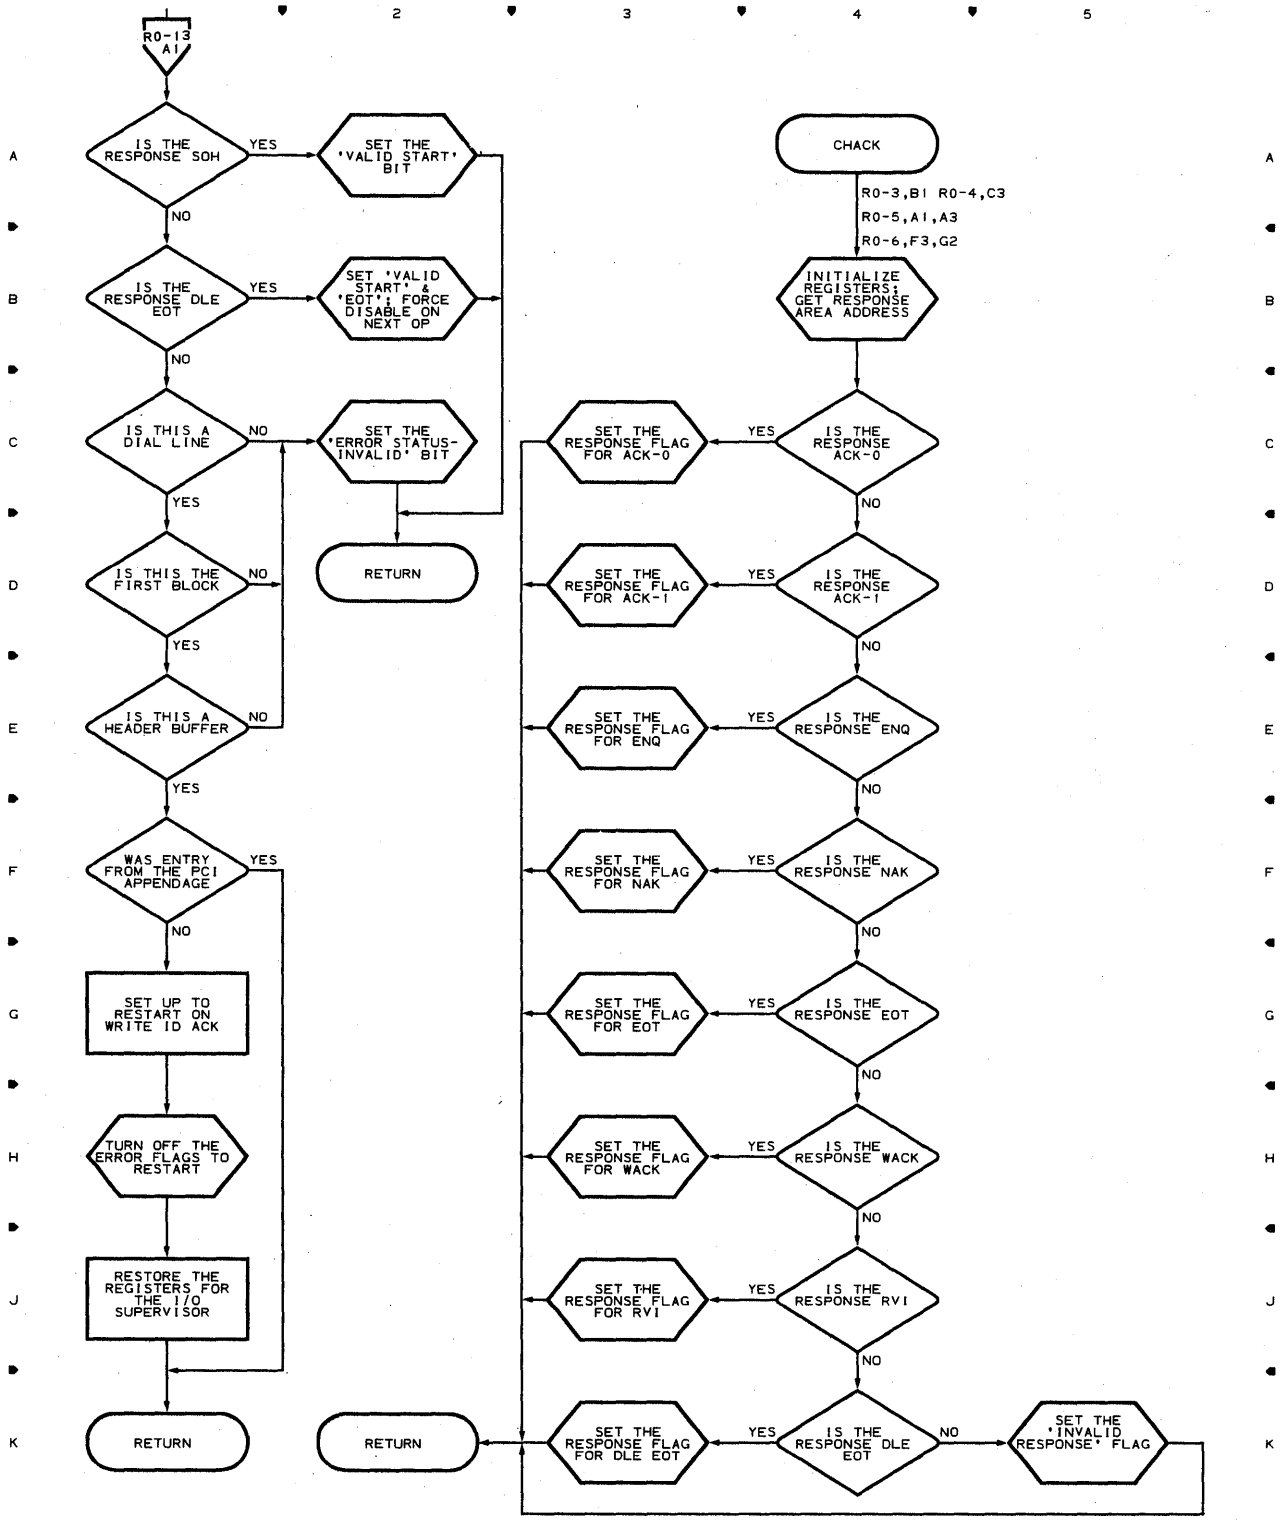 2 3 4 5
R0-13
A1
A
IS THE
RESPONSE SOH
YES
NO
SET THE
'VALID START'
BIT
CHACK
A
R0-3,B1 R0-4,C3
R0-5,A1,A3
R0-6,F3,G2
B
IS THE
RESPONSE DLE
EOT
YES
NO
SET 'VALID
START' &
'EOT'; FORCE
DISABLE ON
NEXT OP
INITIALIZE
REGISTERS;
GET RESPONSE
AREA ADDRESS
B
C
IS THIS A
DIAL LINE
NO
YES
SET THE
'ERROR STATUS-
INVALID' BIT
SET THE
RESPONSE FLAG
FOR ACK-0
YES
IS THE
RESPONSE
ACK-0
NO
C
D
IS THIS THE
FIRST BLOCK
NO
YES
RETURN
SET THE
RESPONSE FLAG
FOR ACK-1
YES
IS THE
RESPONSE
ACK-1
NO
D
E
IS THIS A
HEADER BUFFER
NO
YES
SET THE
RESPONSE FLAG
FOR ENQ
YES
IS THE
RESPONSE ENQ
NO
E
F
WAS ENTRY
FROM THE PCI
APPENDAGE
YES
NO
SET THE
RESPONSE FLAG
FOR NAK
YES
IS THE
RESPONSE NAK
NO
F
G
SET UP TO
RESTART ON
WRITE ID ACK
SET THE
RESPONSE FLAG
FOR EOT
YES
IS THE
RESPONSE EOT
NO
G
H
TURN OFF THE
ERROR FLAGS TO
RESTART
SET THE
RESPONSE FLAG
FOR WACK
YES
IS THE
RESPONSE WACK
NO
H
J
RESTORE THE
REGISTERS FOR
THE I/O
SUPERVISOR
SET THE
RESPONSE FLAG
FOR RVI
YES
IS THE
RESPONSE RVI
NO
J
K
RETURN
RETURN
SET THE
RESPONSE FLAG
FOR DLE EOT
YES
IS THE
RESPONSE DLE
EOT
NO
SET THE
'INVALID
RESPONSE' FLAG
K